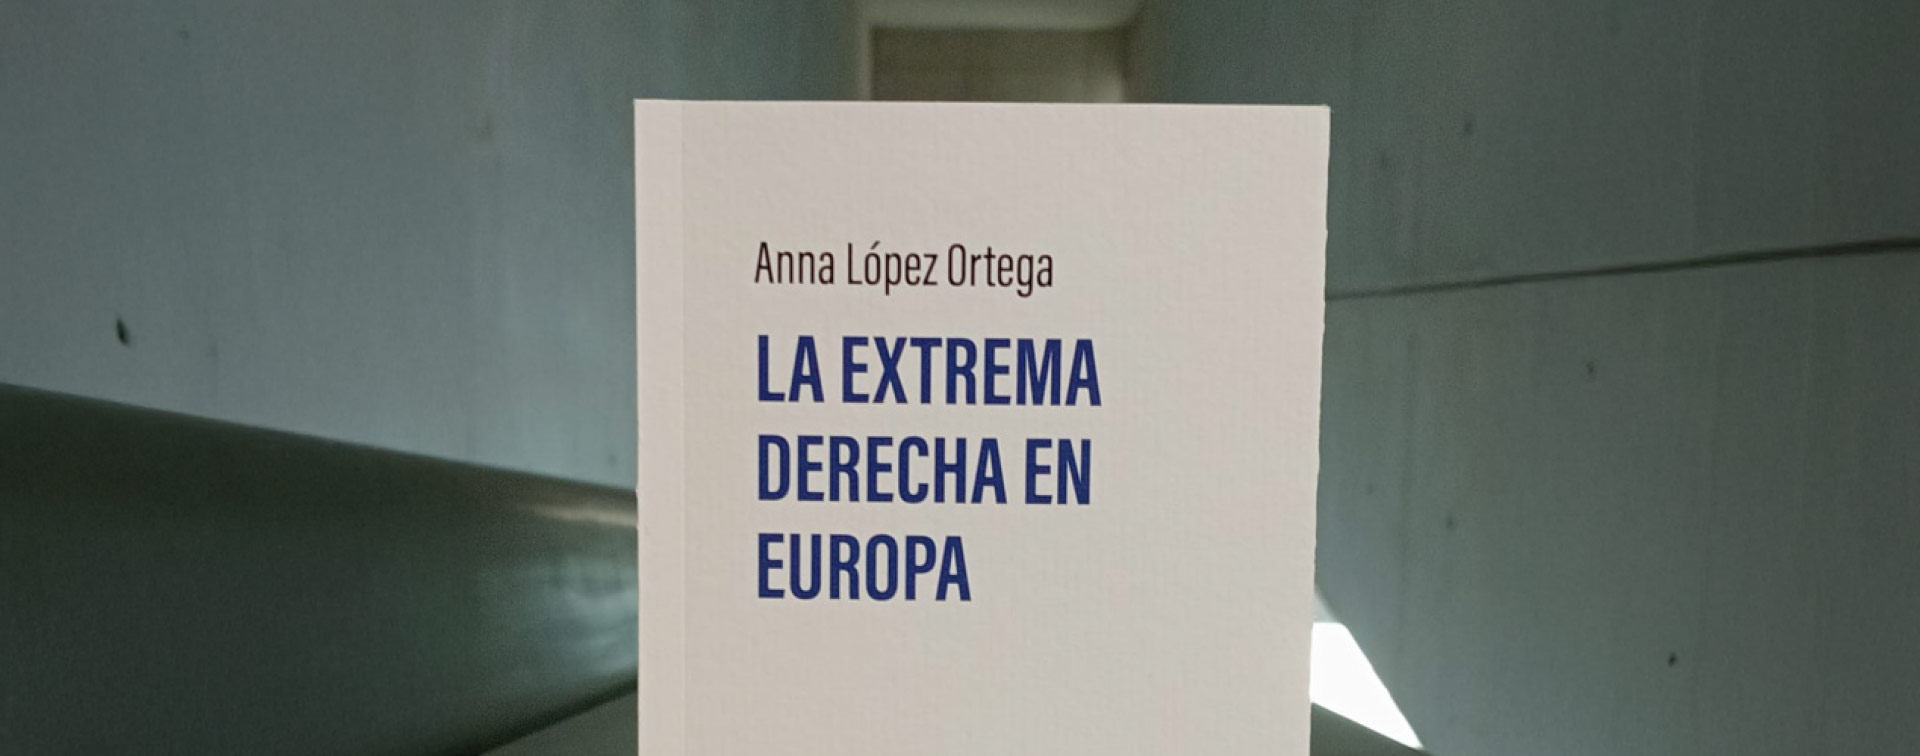 Anna López Ortega
LA EXTREMA
DERECHA EN
EUROPA